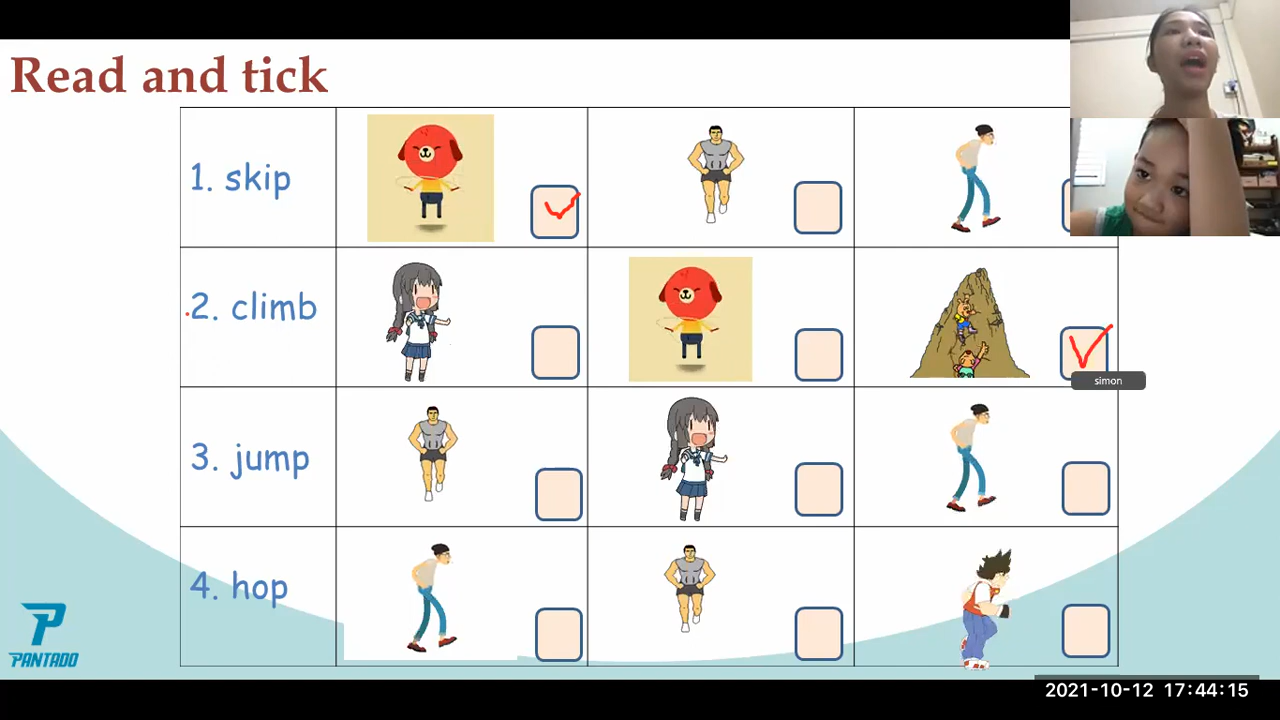 Read and tick
1. skip
2. climb
simon
3. jump
4. hop
PANTADO
2021-10-12 17:44:15